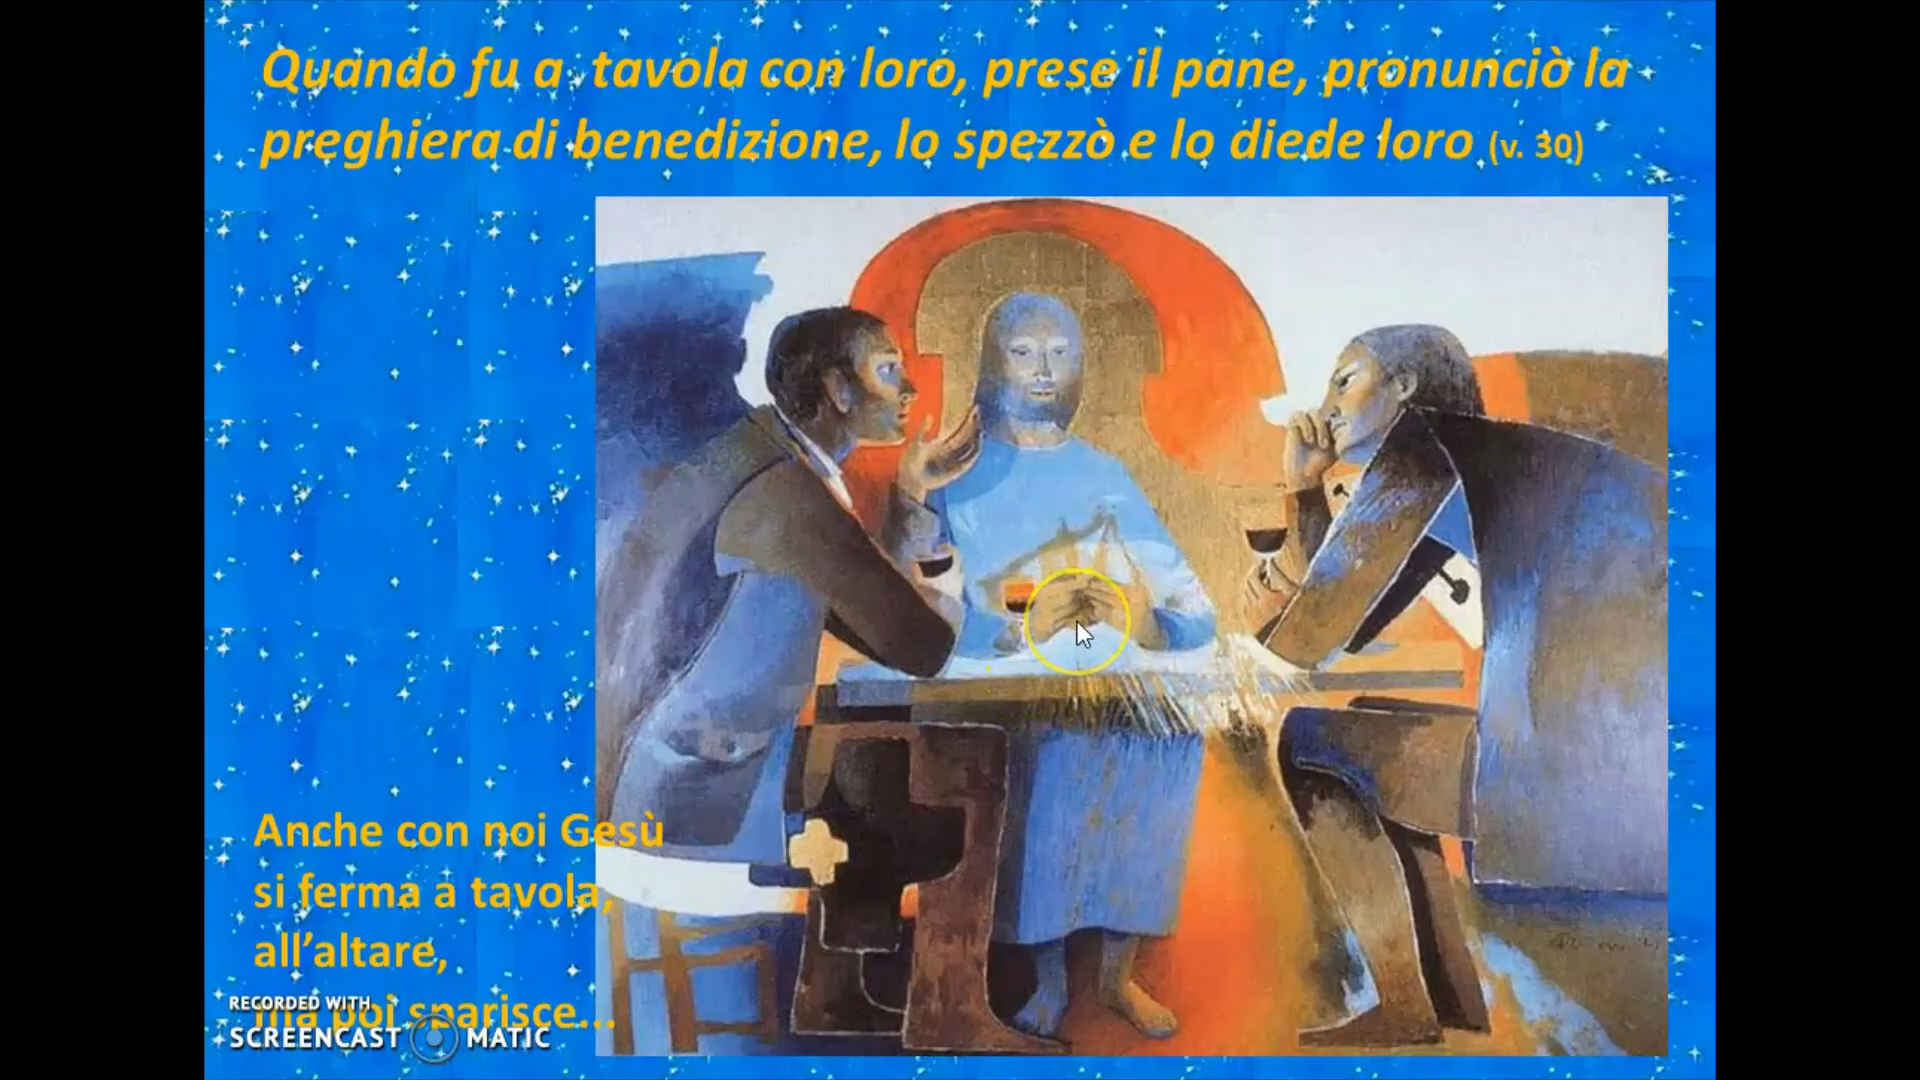 Quando fu a tavola con loro, prese il pane, pronunciò la
preghiera di benedizione, lo spezzò e lo diede loro (v. 30)
Anche con noi Gesù
si ferma a tavola,
all'altare,
ma poi sparisce...
RECORDED WITH
SCREENCAST MATIC